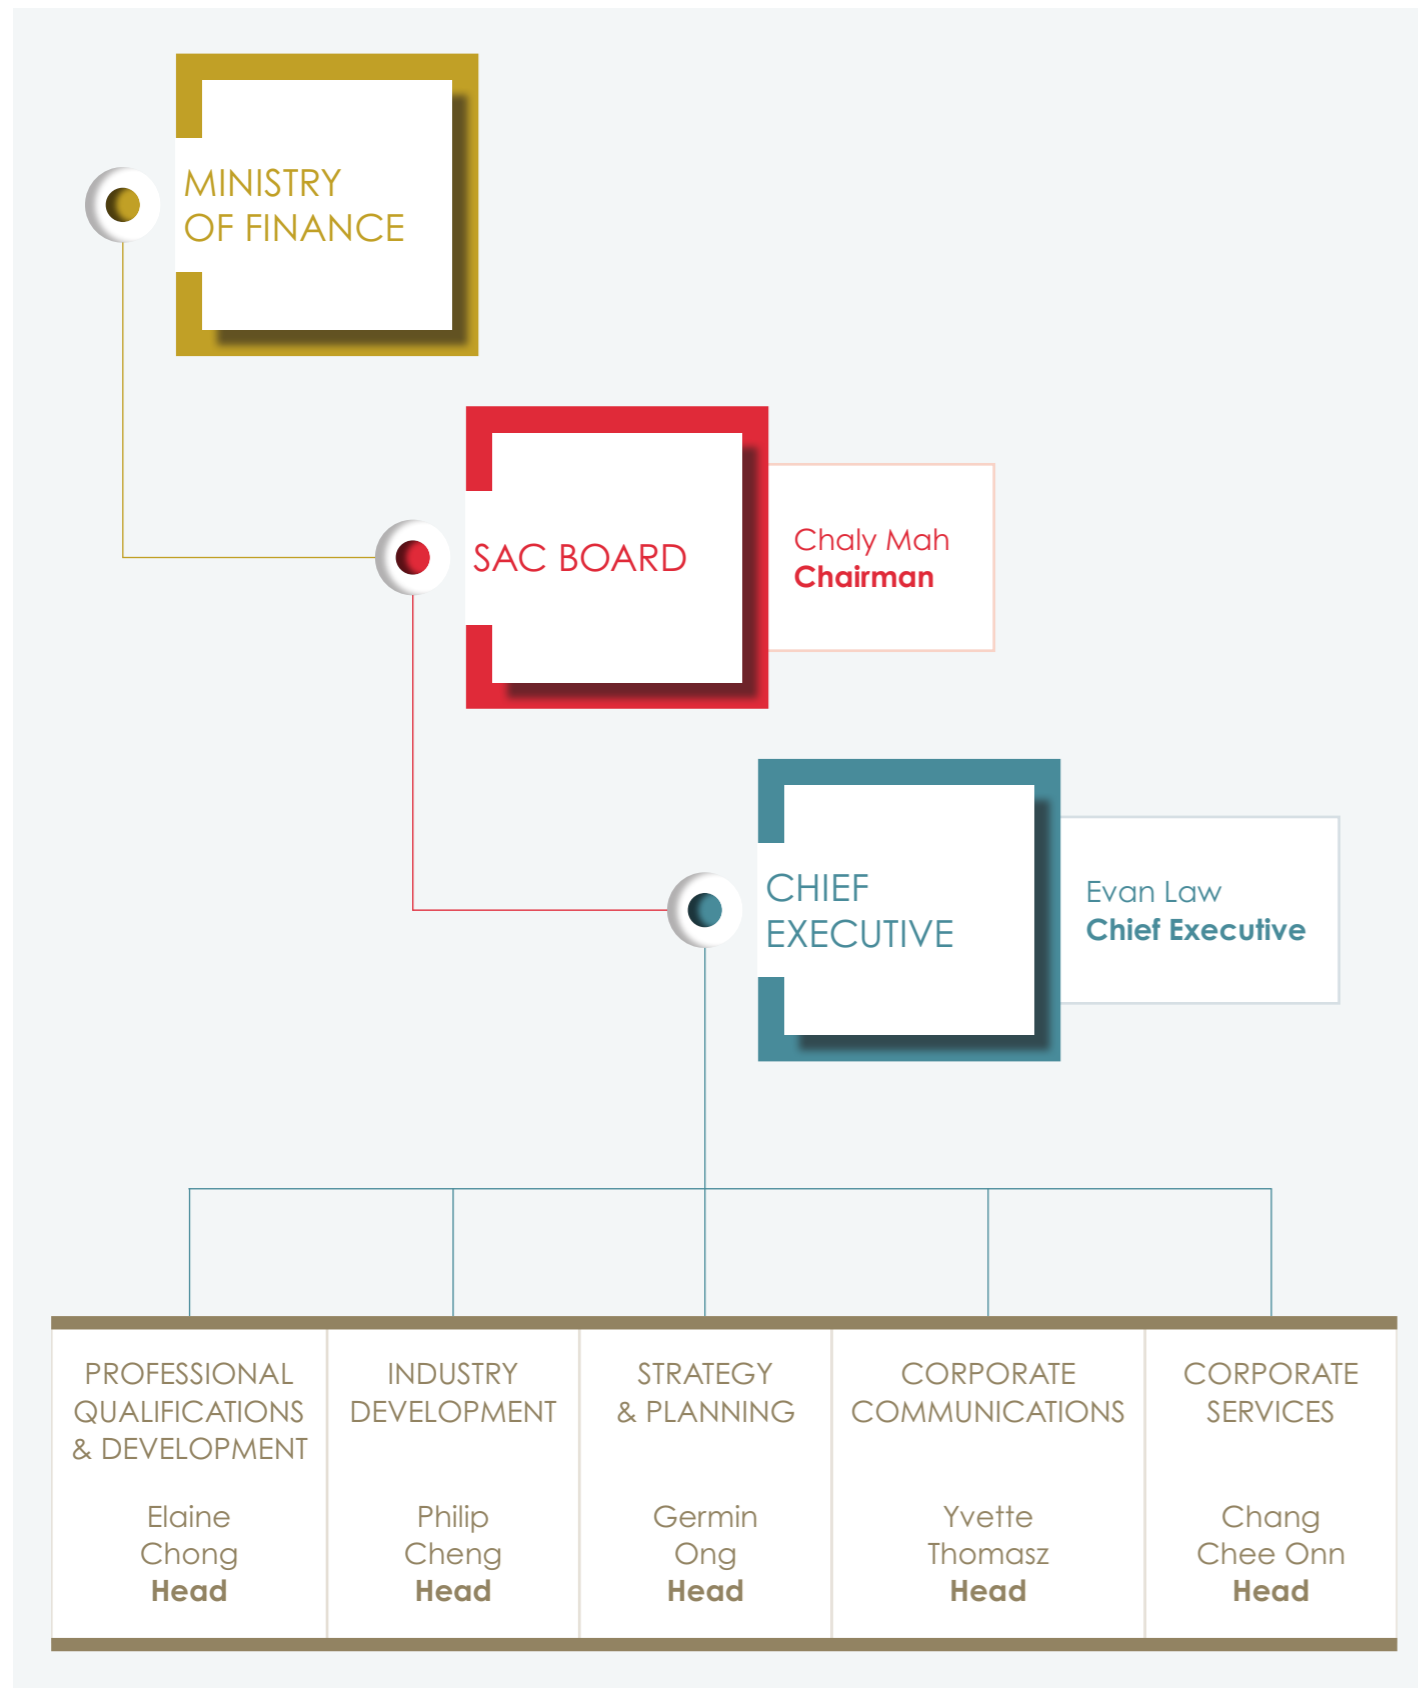 MINISTRY
OF FINANCE
SAC BOARD
Chaly Mah
Chairman
CHIEF
EXECUTIVE
Evan Law
Chief Executive
PROFESSIONAL
QUALIFICATIONS
& DEVELOPMENT
Elaine
Chong
Head
INDUSTRY
DEVELOPMENT
Philip
Cheng
Head
STRATEGY
& PLANNING
Germin
Ong
Head
CORPORATE
COMMUNICATIONS
Yvette
Thomasz
Head
CORPORATE
SERVICES
Chang
Chee Onn
Head